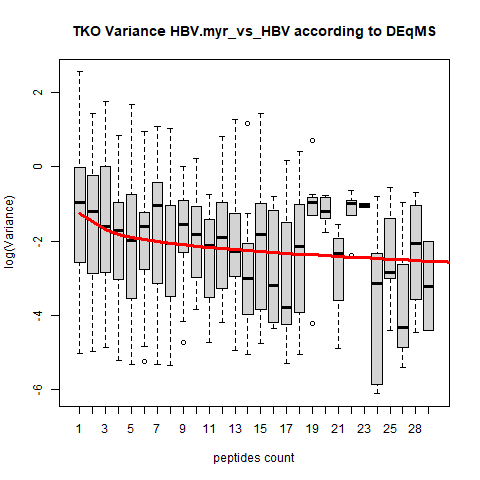 TKO Variance HBV.myr_vs_HBV according to DEqMS
log(Variance)
2
0
-2
-4
-6
1 3 5 7 9 11 13 15 17 19 21 23 25 28
peptides count